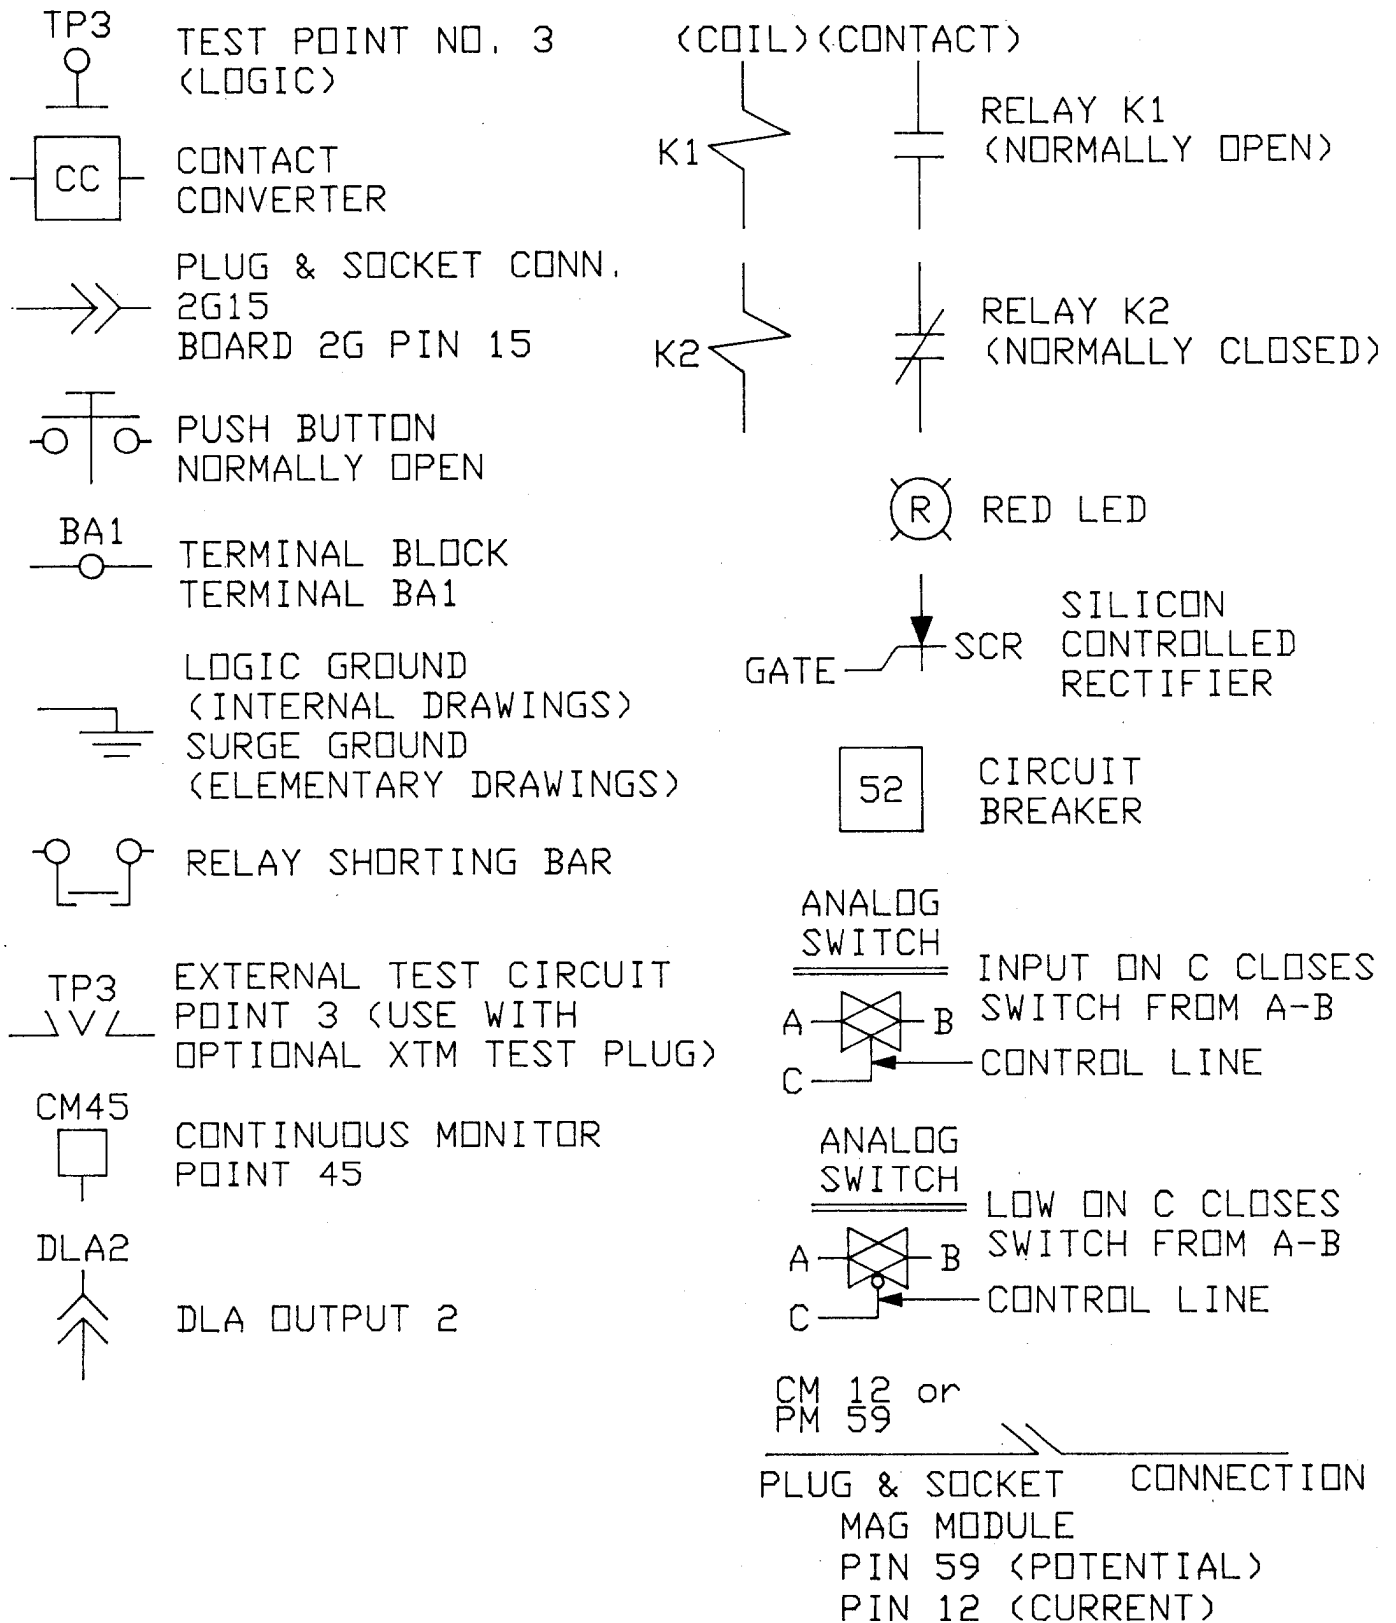 TP3
TEST POINT NO. 3
(LOGIC)
CC
CONTACT
CONVERTER
PLUG & SOCKET CONN.
2G15
BOARD 2G PIN 15
PUSH BUTTON
NORMALLY OPEN
BA1
TERMINAL BLOCK
TERMINAL BA1
LOGIC GROUND
(INTERNAL DRAWINGS)
SURGE GROUND
(ELEMENTARY DRAWINGS)
RELAY SHORTING BAR
TP3
EXTERNAL TEST CIRCUIT
POINT 3 (USE WITH
OPTIONAL XTM TEST PLUG)
CM45
CONTINUOUS MONITOR
POINT 45
DLA2
DLA OUTPUT 2
(COIL) (CONTACT)
K1
RELAY K1
(NORMALLY OPEN)
K2
RELAY K2
(NORMALLY CLOSED)
R
RED LED
GATE
SCR
SILICON
CONTROLLED
RECTIFIER
52
CIRCUIT
BREAKER
ANALOG
SWITCH
A
B
C
INPUT ON C CLOSES
SWITCH FROM A-B
CONTROL LINE
ANALOG
SWITCH
A
B
C
LOW ON C CLOSES
SWITCH FROM A-B
CONTROL LINE
CM 12 or
PM 59
PLUG & SOCKET CONNECTION
MAG MODULE
PIN 59 (POTENTIAL)
PIN 12 (CURRENT)